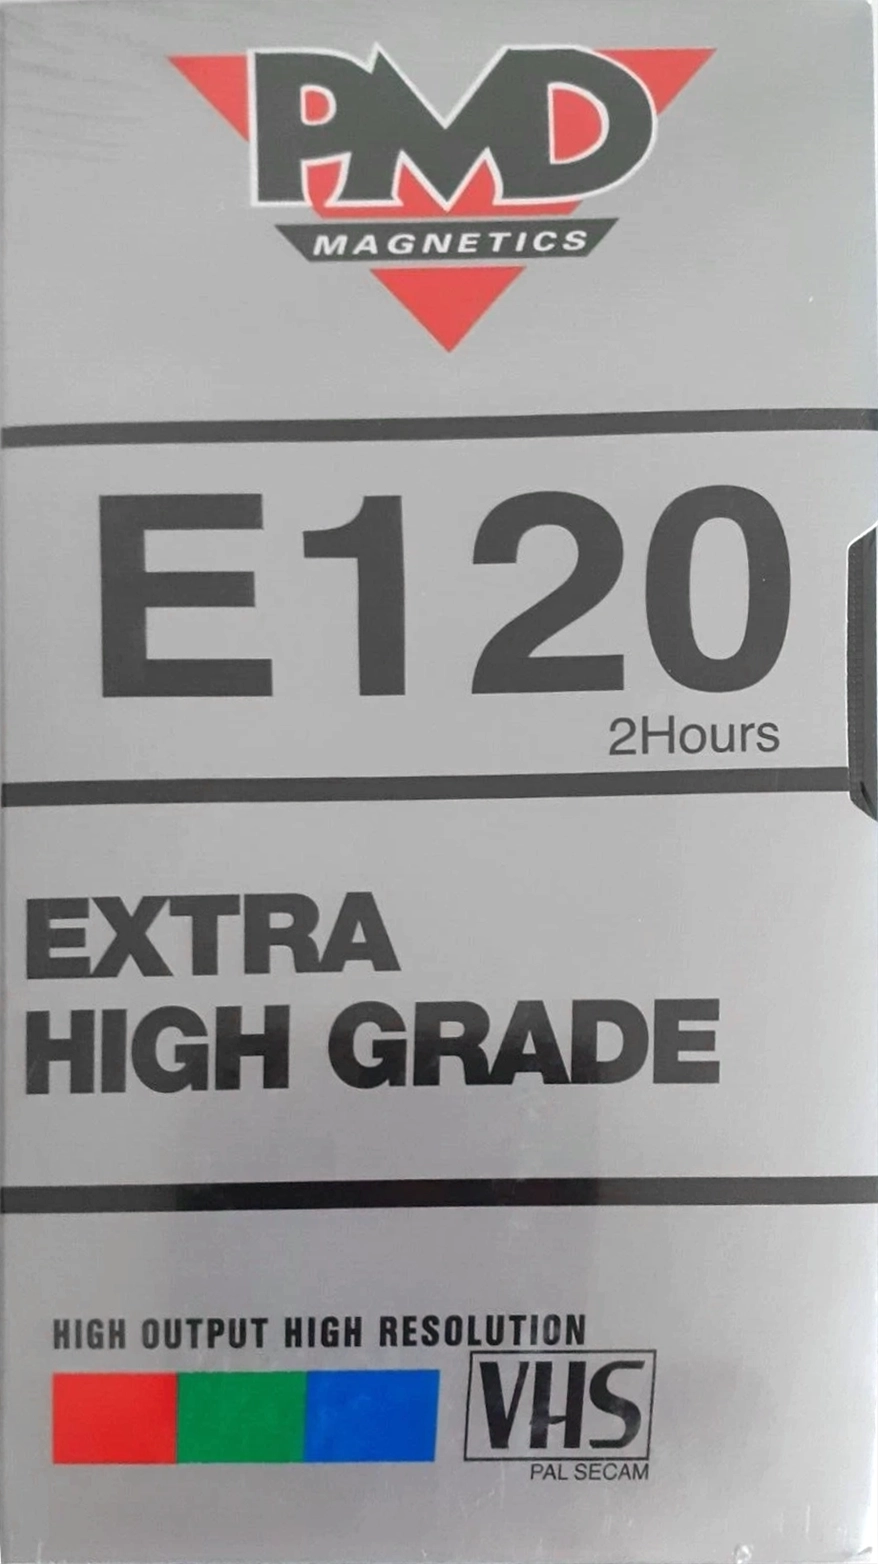 PMD
MAGNETICS
E120
2Hours
EXTRA
HIGH GRADE
HIGH OUTPUT HIGH RESOLUTION
VHS
PAL SECAM